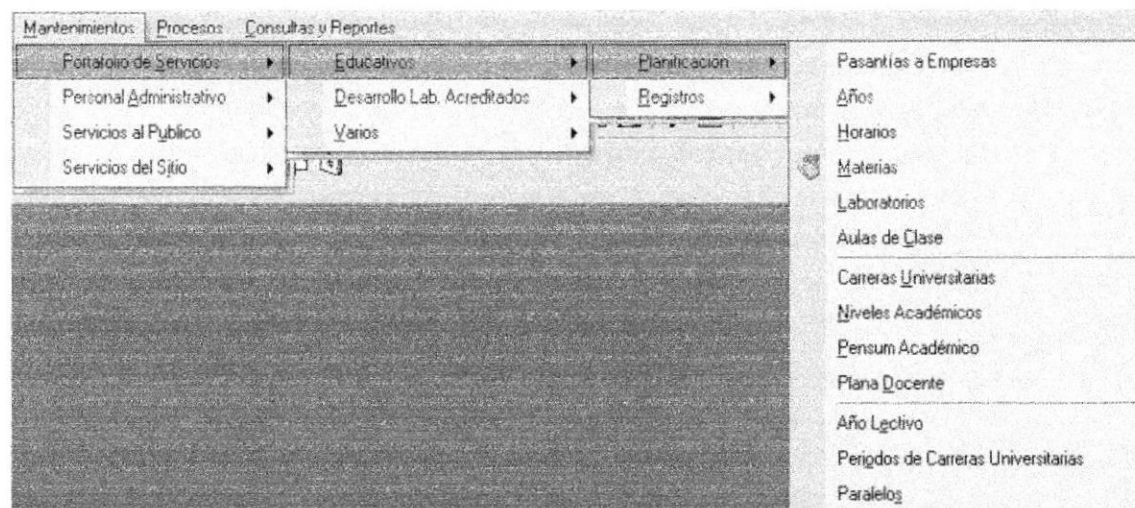 Mantenimientos Procesos Consultas y Reportes
Portafolio de Servicios Educativos Planificación Pasantías a Empresas
Personal Administrativo Desarrollo Lab. Acreditados Registros Años
Servicios al Publico Varios Horarios
Servicios del Sitio Materias
Laboratorios
Aulas de Clase
Carreras Universitarias
Niveles Académicos
Pensum Académico
Plana Docente
Año Lectivo
Periodos de Carreras Universitarias
Paralelos